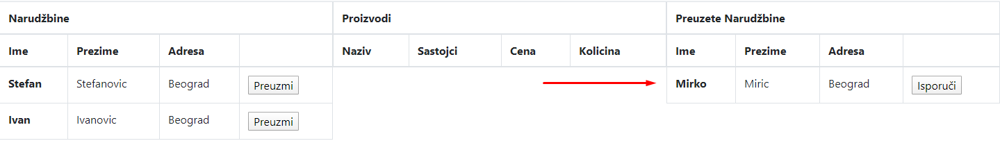 Narudžbine Proizvodi Preuzete Narudžbine
Ime Prezime Adresa Naziv Sastojci Cena Kolicina Ime Prezime Adresa
Stefan Stefanovic Beograd Preuzmi Mirko Miric Beograd Isporuči
Ivan Ivanovic Beograd Preuzmi